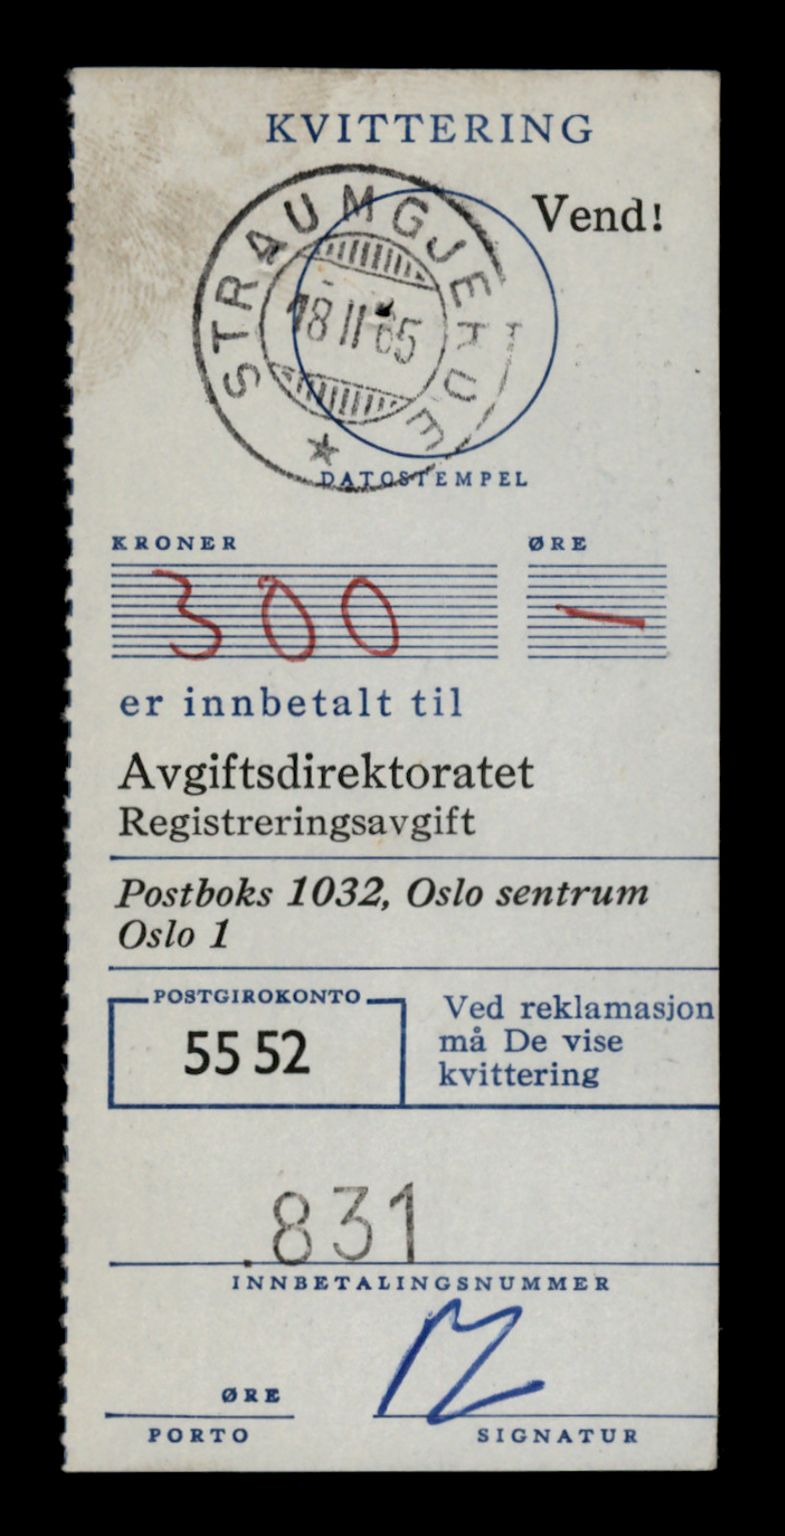 KVITTERING
Vend!
STRAUMGJERDE
18 II 65
DATOSTEMPEL
KRONER ØRE
300 —
er innbetalt til
Avgiftsdirektoratet
Registreringsavgift
Postboks 1032, Oslo sentrum
Oslo 1
POSTGIROKONTO
55 52
Ved reklamasjon
må De vise
kvittering
.831
INNBETALINGSNUMMER
ØRE
PORTO SIGNATUR